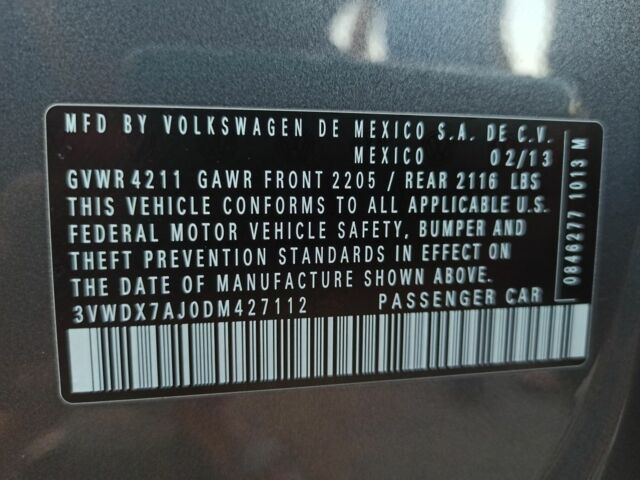 MFD BY VOLKSWAGEN DE MEXICO S.A. DE C.V.
MEXICO 02/13
GVWR 4211 GAWR FRONT 2205 / REAR 2116 LBS
THIS VEHICLE CONFORMS TO ALL APPLICABLE U.S.
FEDERAL MOTOR VEHICLE SAFETY, BUMPER AND
THEFT PREVENTION STANDARDS IN EFFECT ON
THE DATE OF MANUFACTURE SHOWN ABOVE.
3VWDX7AJ0DM427112 PASSENGER CAR
0846277 1013 M